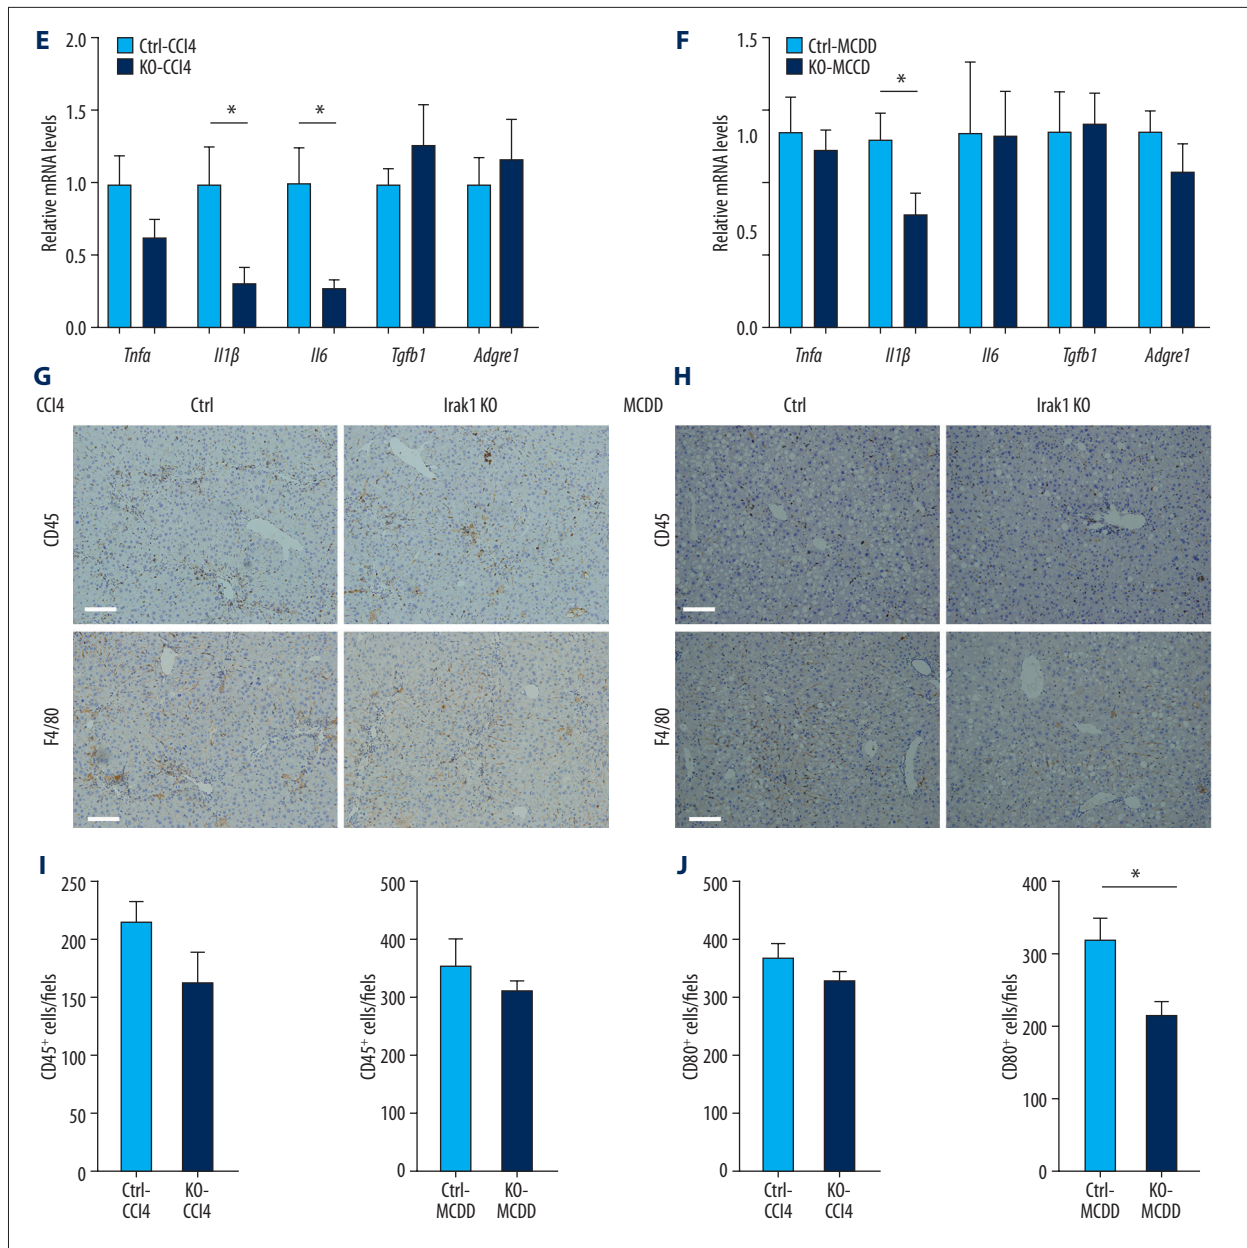 E
2.0
1.5
1.0
0.5
0.0
Relative mRNA levels
Ctrl-CCl4
KO-CCl4
*
*
Tnfα Il1β Il6 Tgfb1 Adgre1
F
1.5
1.0
0.5
0.0
Relative mRNA levels
Ctrl-MCDD
KO-MCCD
*
Tnfα Il1β Il6 Tgfb1 Adgre1
G
CCl4 Ctrl Irak1 KO
CD45
F4/80
H
MCDD Ctrl Irak1 KO
CD45
F4/80
I
250
200
150
100
50
0
CD45+ cells/fiels
Ctrl-
CCl4
KO-
CCl4
500
400
300
200
100
0
CD45+ cells/fiels
Ctrl-
MCDD
KO-
MCDD
J
500
400
300
200
100
0
CD80+ cells/fiels
Ctrl-
CCl4
KO-
CCl4
400
300
200
100
0
CD80+ cells/fiels
*
Ctrl-
MCDD
KO-
MCDD